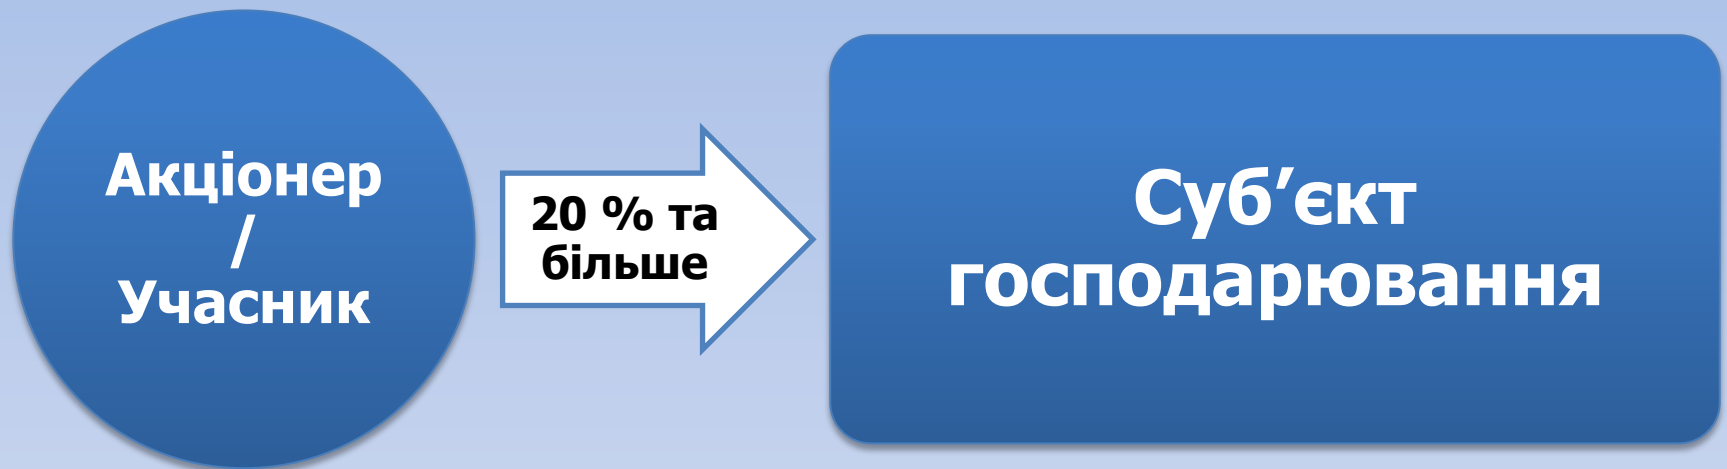 Акціонер
/
Учасник
20 % та
більше
Суб’єкт
господарювання